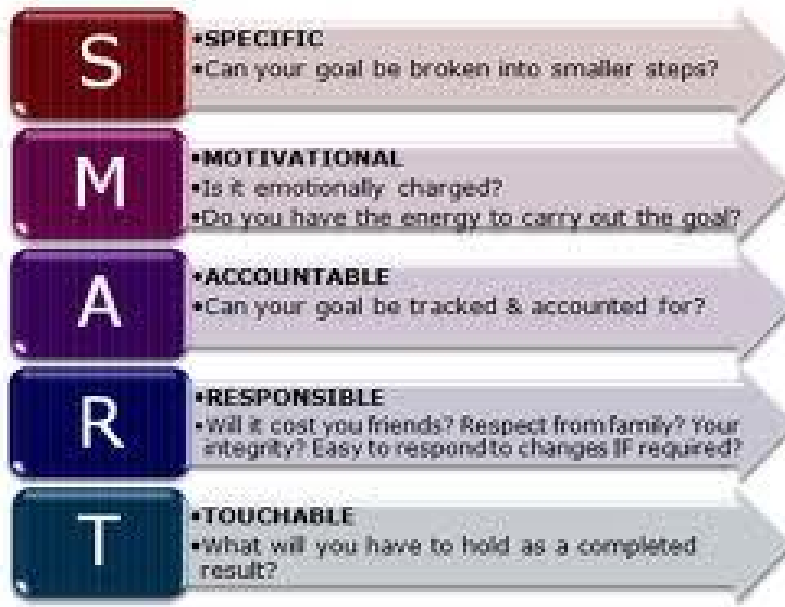 S
•SPECIFIC
•Can your goal be broken into smaller steps?
M
•MOTIVATIONAL
•Is it emotionally charged?
•Do you have the energy to carry out the goal?
A
•ACCOUNTABLE
•Can your goal be tracked & accounted for?
R
•RESPONSIBLE
•Will it cost you friends? Respect from family? Your
integrity? Easy to respond to changes IF required?
T
•TOUCHABLE
•What will you have to hold as a completed
result?